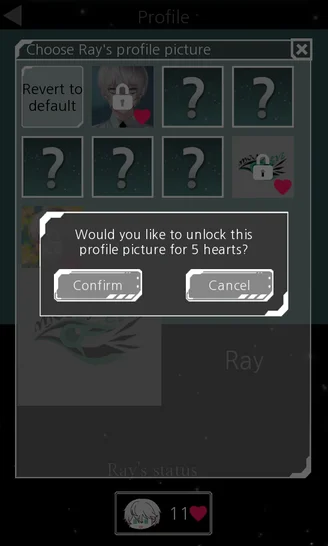 Profile
Choose Ray's profile picture
Revert to
default
?
?
?
?
?
Would you like to unlock this
profile picture for 5 hearts?
Confirm
Cancel
Ray
Ray's status
11